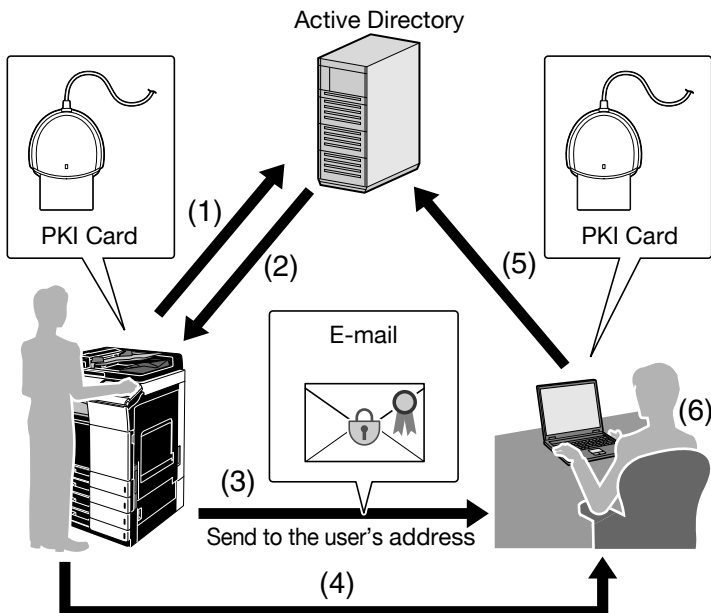 Active Directory
PKI Card
PKI Card
(1)
(2)
(5)
E-mail
(6)
(3)
Send to the user's address
(4)